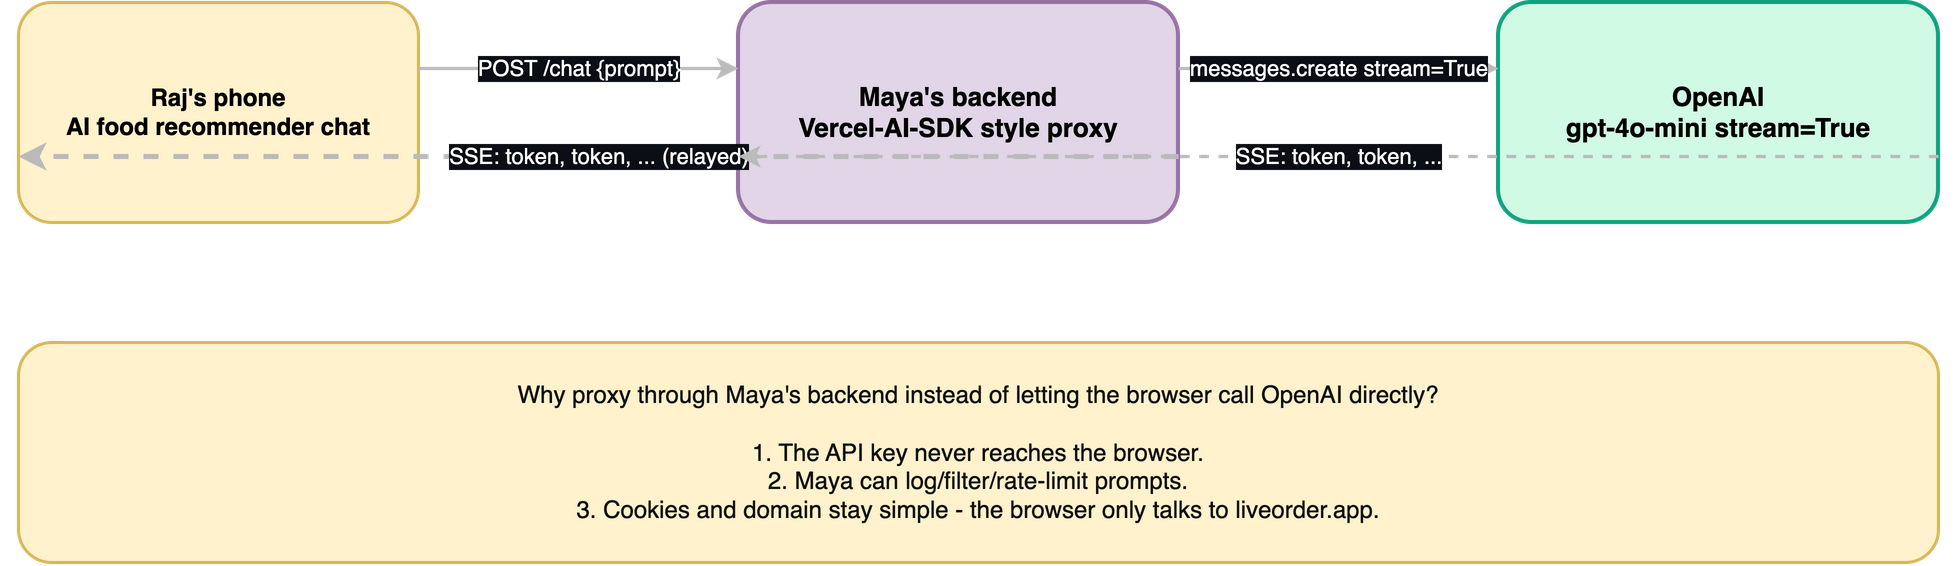 Raj's phone
AI food recommender chat
POST /chat {prompt}
Maya's backend
Vercel-AI-SDK style proxy
messages.create stream=True
OpenAI
gpt-4o-mini stream=True
SSE: token, token, ... (relayed)
SSE: token, token, ...
Why proxy through Maya's backend instead of letting the browser call OpenAI directly?
1. The API key never reaches the browser.
2. Maya can log/filter/rate-limit prompts.
3. Cookies and domain stay simple - the browser only talks to liveorder.app.